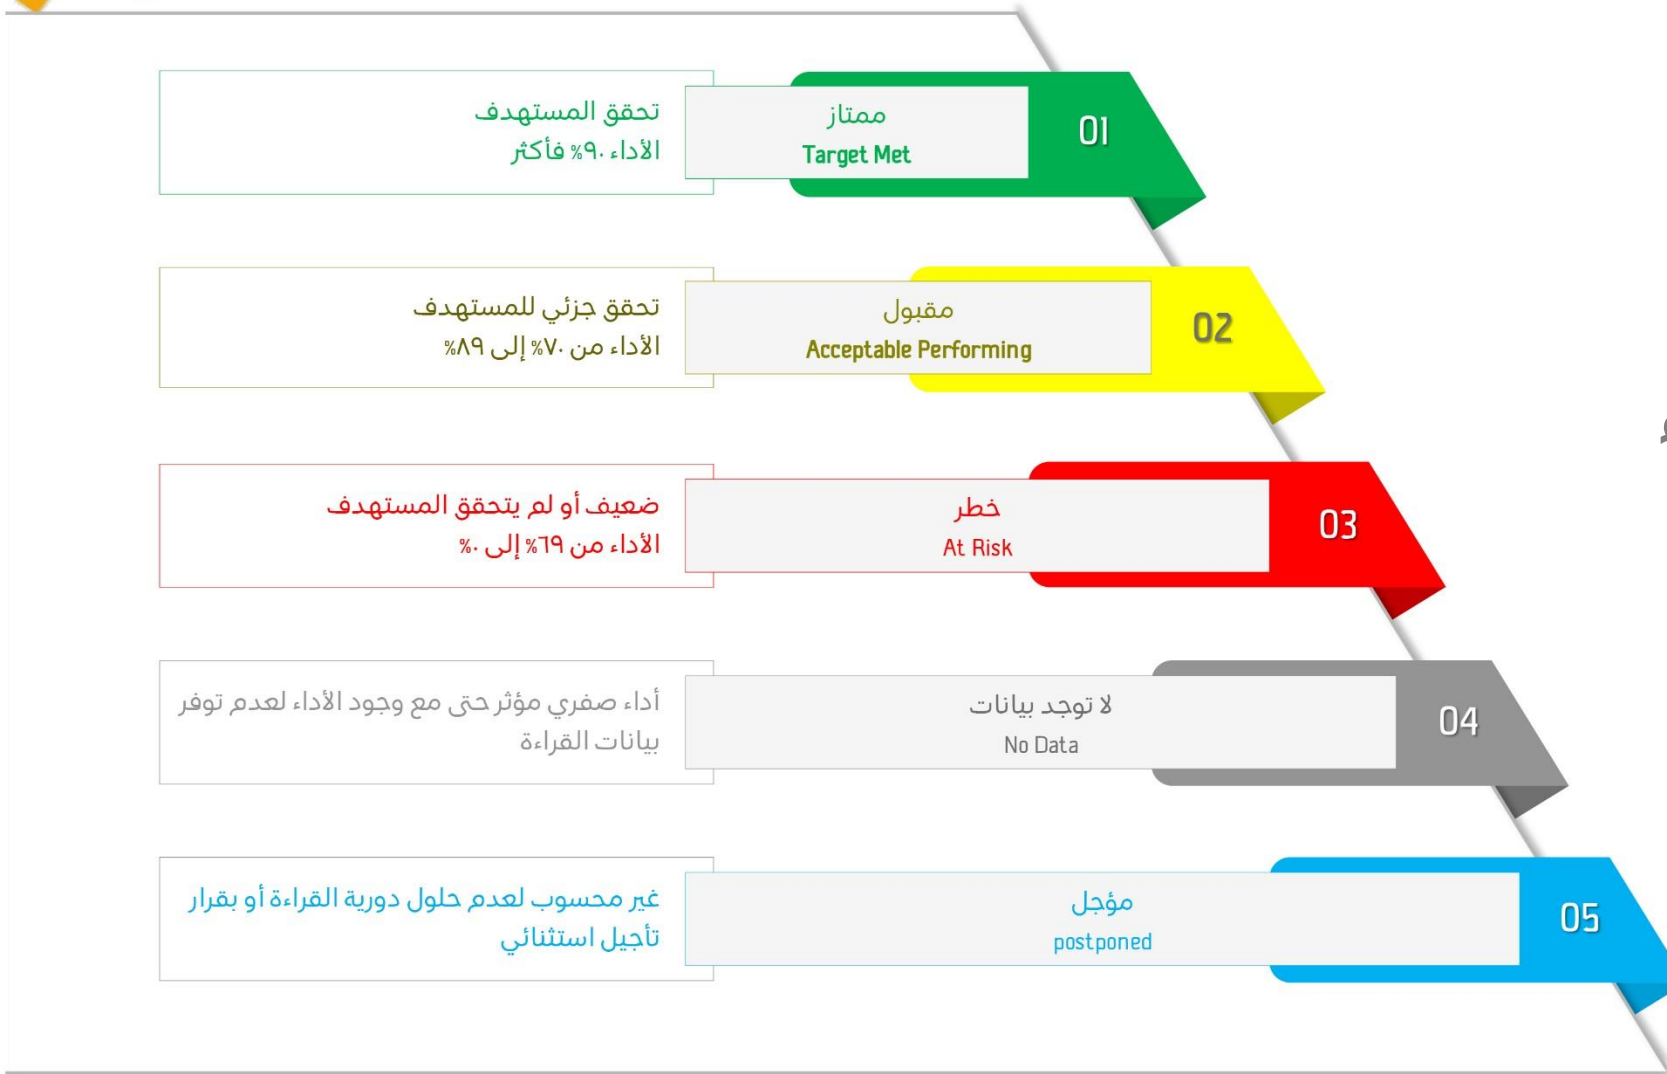 01
ممتاز
Target Met
تحقق المستهدف
الأداء ٩٠% فأكثر
02
مقبول
Acceptable Performing
تحقق جزئي للمستهدف
الأداء من ٧٠% إلى ٨٩%
03
خطر
At Risk
ضعيف أو لم يتحقق المستهدف
الأداء من ٦٩% إلى ٠%
04
لا توجد بيانات
No Data
أداء صفري مؤثر حتى مع وجود الأداء لعدم توفر
بيانات القراءة
05
مؤجل
postponed
غير محسوب لعدم حلول دورية القراءة أو بقرار
تأجيل استثنائي